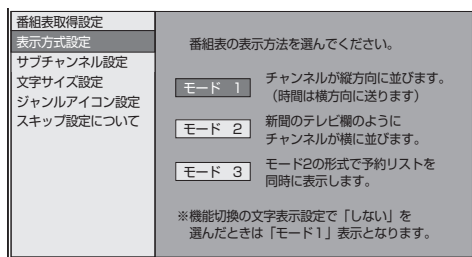 番組表取得設定
表示方式設定
サブチャンネル設定
文字サイズ設定
ジャンルアイコン設定
スキップ設定について
番組表の表示方法を選んでください。
モード 1
チャンネルが縦方向に並びます。
（時間は横方向に送ります）
モード 2
新聞のテレビ欄のように
チャンネルが横に並びます。
モード 3
モード2の形式で予約リストを
同時に表示します。
※機能切換の文字表示設定で「しない」を
選んだときは「モード1」表示となります。